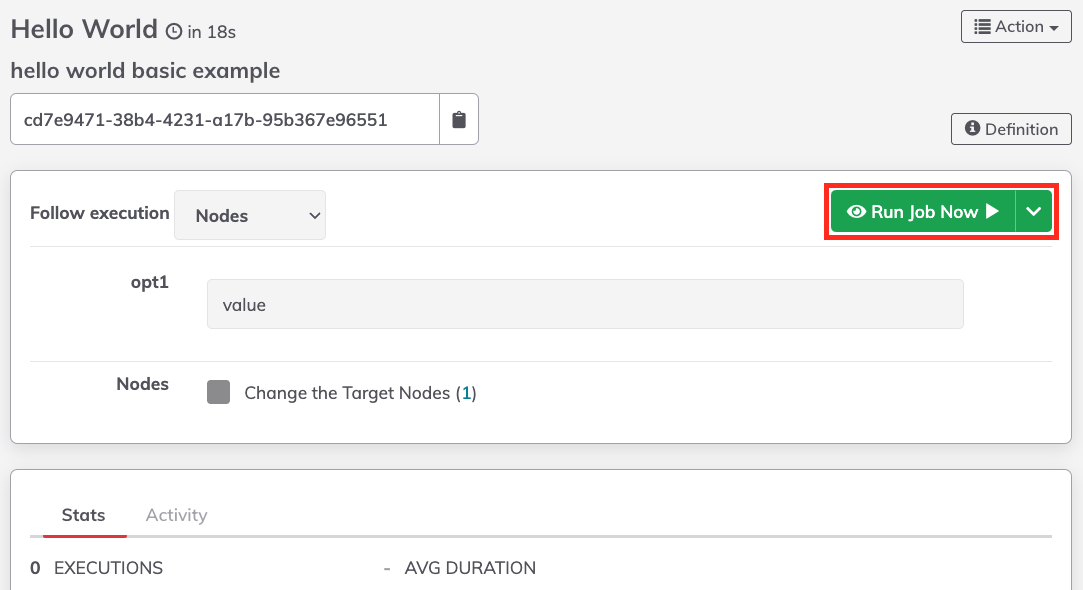 Hello World in 18s
Action
hello world basic example
cd7e9471-38b4-4231-a17b-95b367e96551
Definition
Follow execution Nodes
Run Job Now
opt1
value
Nodes
Change the Target Nodes (1)
Stats Activity
0 EXECUTIONS - AVG DURATION